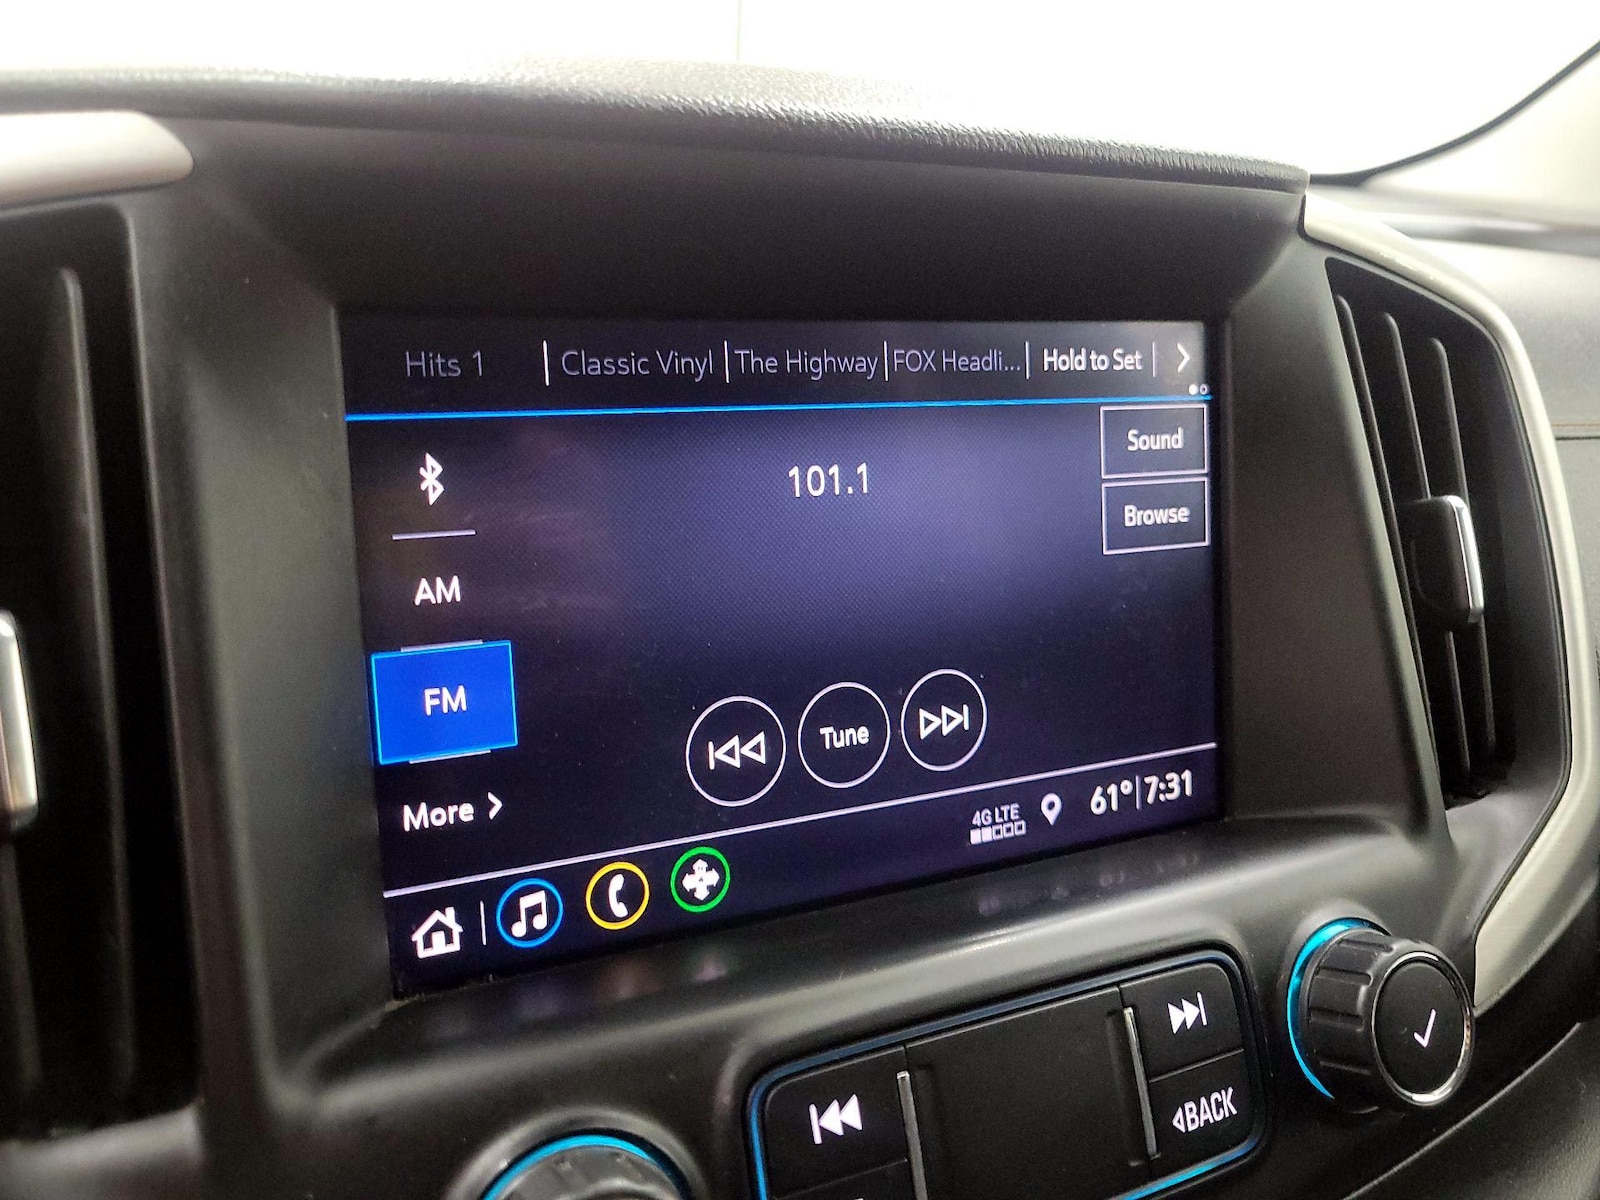 Hits 1 Classic Vinyl The Highway FOX Headli... Hold to Set
Sound
101.1
Browse
AM
FM
Tune
More
4G LTE
61° 7:31
BACK